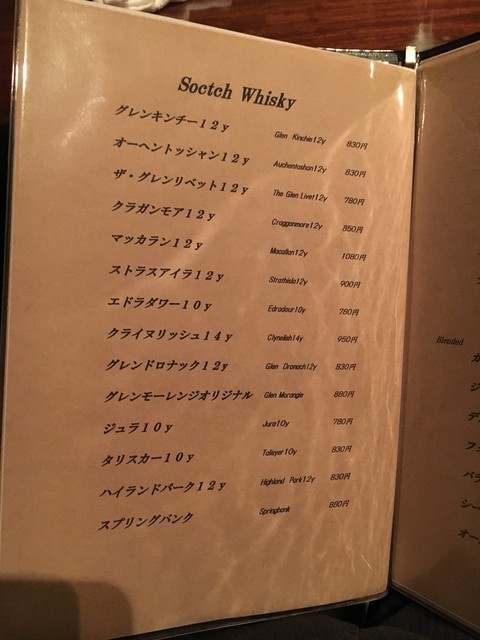 Soctch Whisky
グレンキンチー12y Glen Kinchie12y 830円
オーヘントッシャン12y Auchentoshan12y 830円
ザ・グレンリベット12y The Glen Livet12y 780円
クラガンモア12y Cragganmore12y 850円
マッカラン12y Macallan12y 1080円
ストラスアイラ12y Strathisla12y 900円
エドラダワー10y Edradour10y 780円
クライヌリッシュ14y Clynelish14y 950円
グレンドロナック12y Glen Dronach12y 830円
グレンモーレンジオリジナル Glen Morangie 880円
ジュラ10y Jura10y 780円
タリスカー10y Talisyer10y 830円
ハイランドパーク12y Highland Park12y 830円
スプリングバンク Springbank 880円
Blended